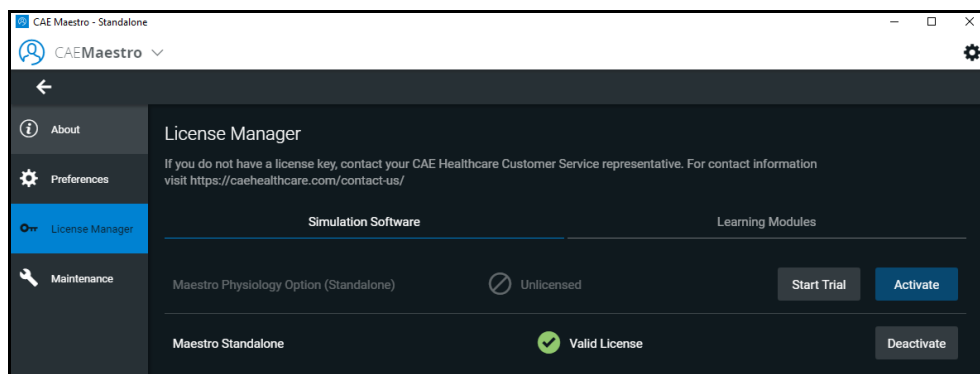 CAE Maestro - Standalone
CAEMaestro
About
License Manager
If you do not have a license key, contact your CAE Healthcare Customer Service representative. For contact information
visit https://caehealthcare.com/contact-us/
Preferences
Simulation Software Learning Modules
License Manager
Maintenance
Maestro Physiology Option (Standalone) Unlicensed Start Trial Activate
Maestro Standalone Valid License Deactivate